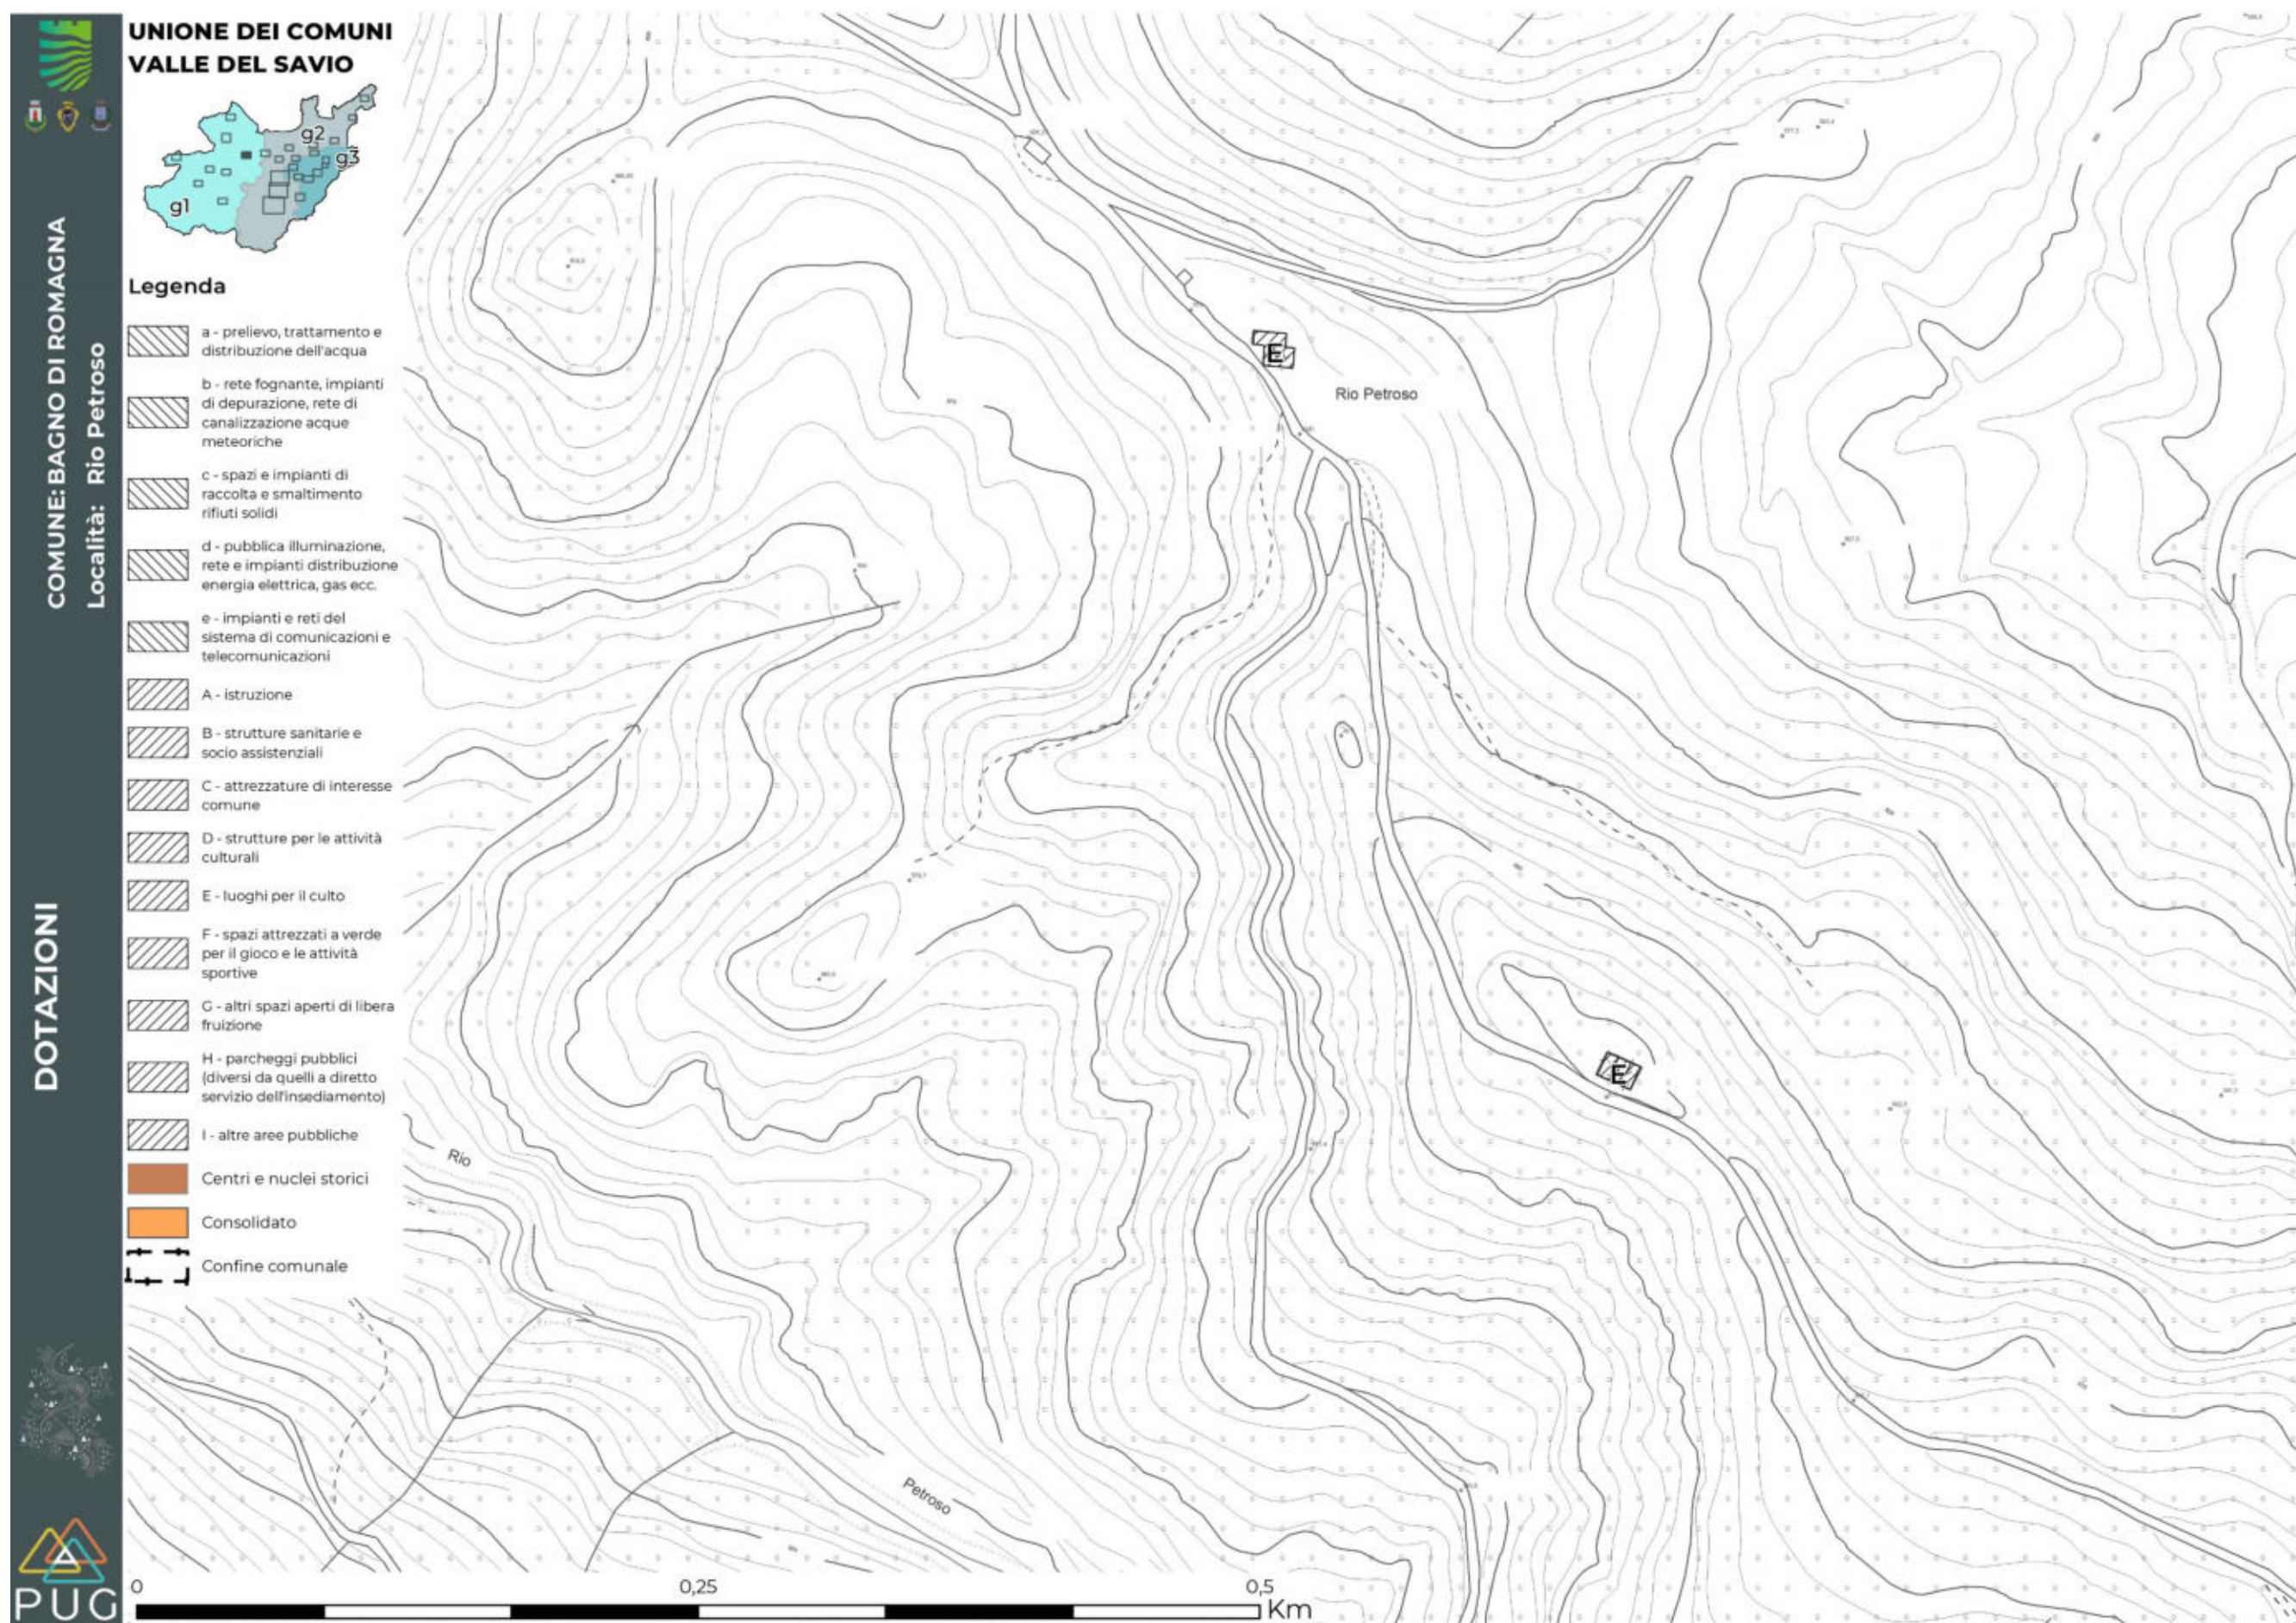 UNIONE DEI COMUNI
VALLE DEL SAVIO
g1
g2
g3
COMUNE: BAGNO DI ROMAGNA
Località: Rio Petroso
DOTAZIONI
Legenda
a - prelievo, trattamento e
distribuzione dell'acqua
b - rete fognante, impianti
di depurazione, rete di
canalizzazione acque
meteoriche
c - spazi e impianti di
raccolta e smaltimento
rifiuti solidi
d - pubblica illuminazione,
rete e impianti distribuzione
energia elettrica, gas ecc.
e - impianti e reti del
sistema di comunicazioni e
telecomunicazioni
A - istruzione
B - strutture sanitarie e
socio assistenziali
C - attrezzature di interesse
comune
D - strutture per le attività
culturali
E - luoghi per il culto
F - spazi attrezzati a verde
per il gioco e le attività
sportive
G - altri spazi aperti di libera
fruizione
H - parcheggi pubblici
(diversi da quelli a diretto
servizio dell'insediamento)
I - altre aree pubbliche
Centri e nuclei storici
Consolidato
Confine comunale
E
Rio Petroso
E
Rio
Petroso
PUG
0
0,25
0,5
Km